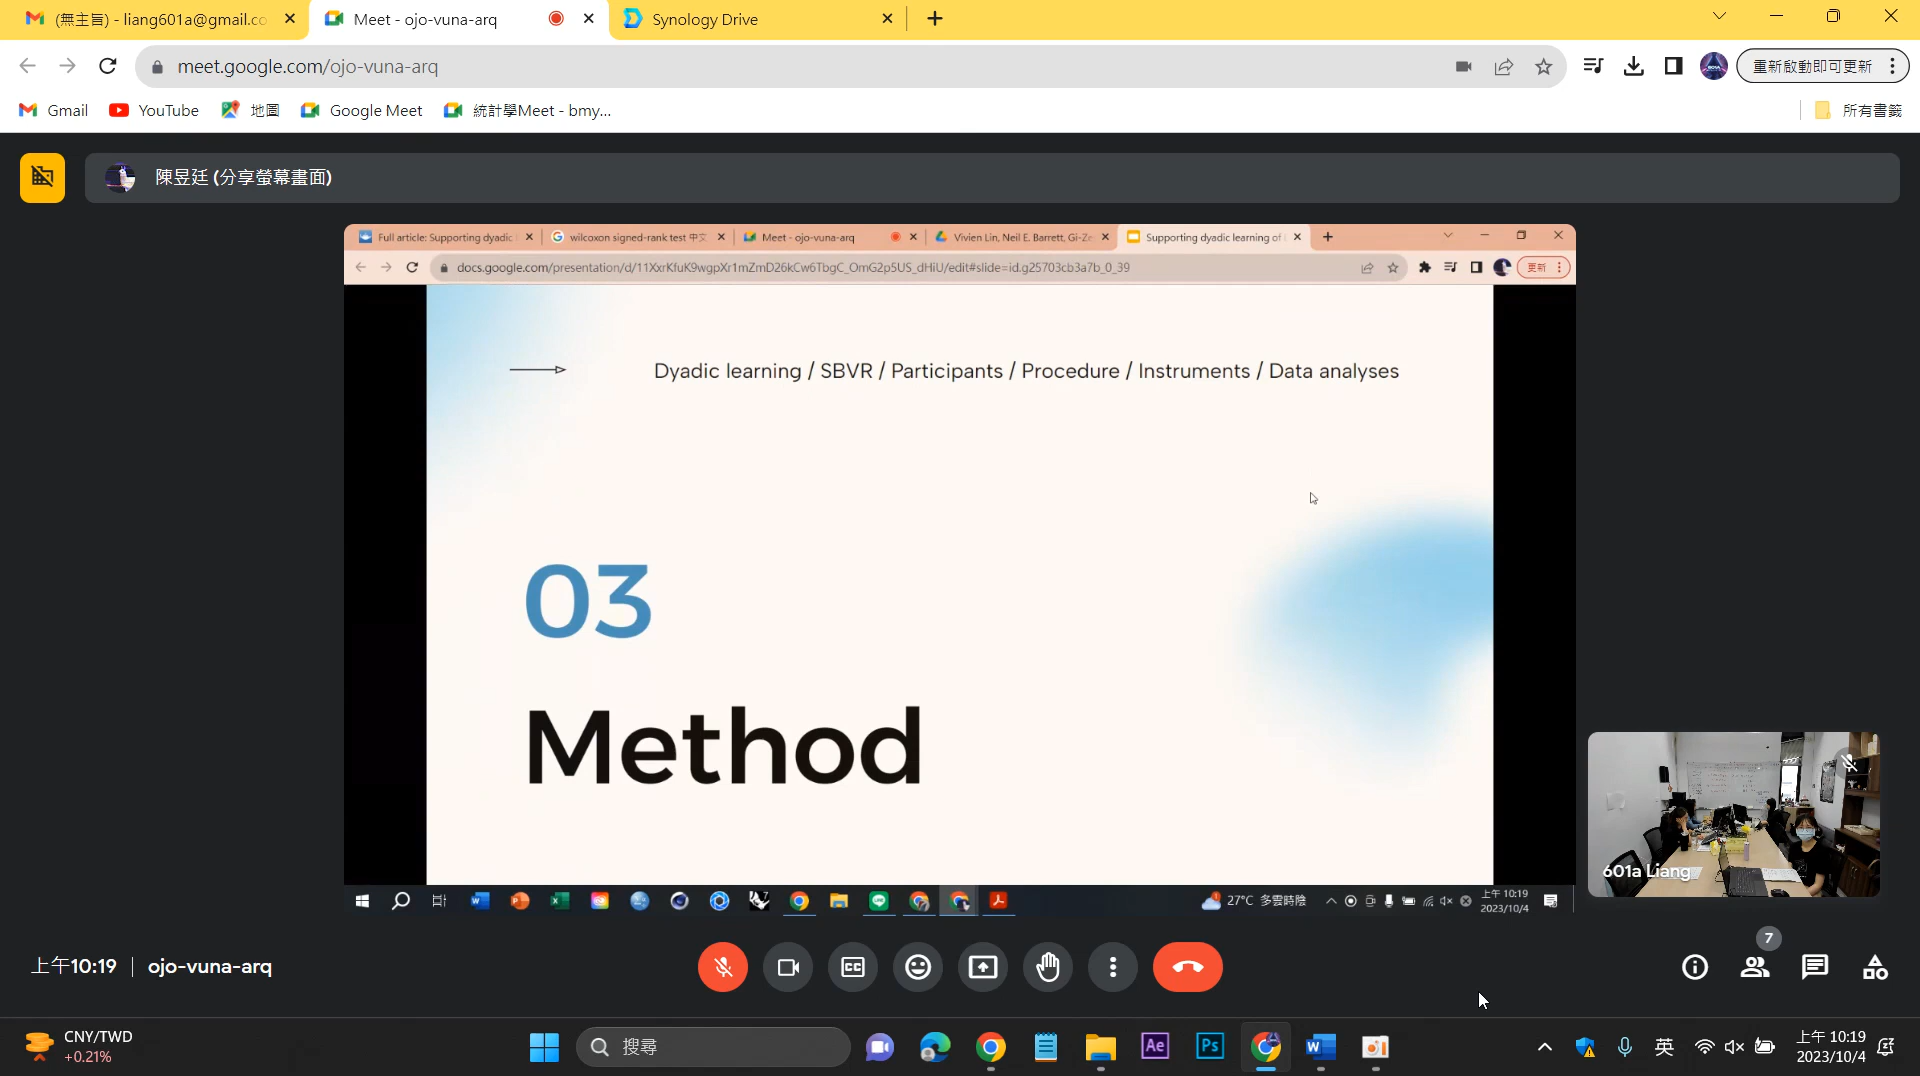 (無主旨) - liang601a@gmail.co
Meet - ojo-vuna-arq
Synology Drive
meet.google.com/ojo-vuna-arq
重新啟動即可更新
Gmail
YouTube
地圖
Google Meet
統計學Meet - bmy...
所有書籤
陳昱廷 (分享螢幕畫面)
Full article: Supporting dyadic
wilcoxon signed-rank test 中文
Meet - ojo-vuna-arq
Vivien Lin, Neil E. Barrett, Gi-Ze
Supporting dyadic learning of
docs.google.com/presentation/d/11XxrKfuK9wgpXr1mZmD26kCw6TbgC_OmG2p5US_dHiU/edit#slide=id.g25703cb3a7b_0_39
更新
Dyadic learning / SBVR / Participants / Procedure / Instruments / Data analyses
03
Method
601a Liang
27°C 多雲時陰
上午 10:19
2023/10/4
上午10:19
ojo-vuna-arq
7
CNY/TWD
+0.21%
搜尋
Ae
Ps
英
上午 10:19
2023/10/4